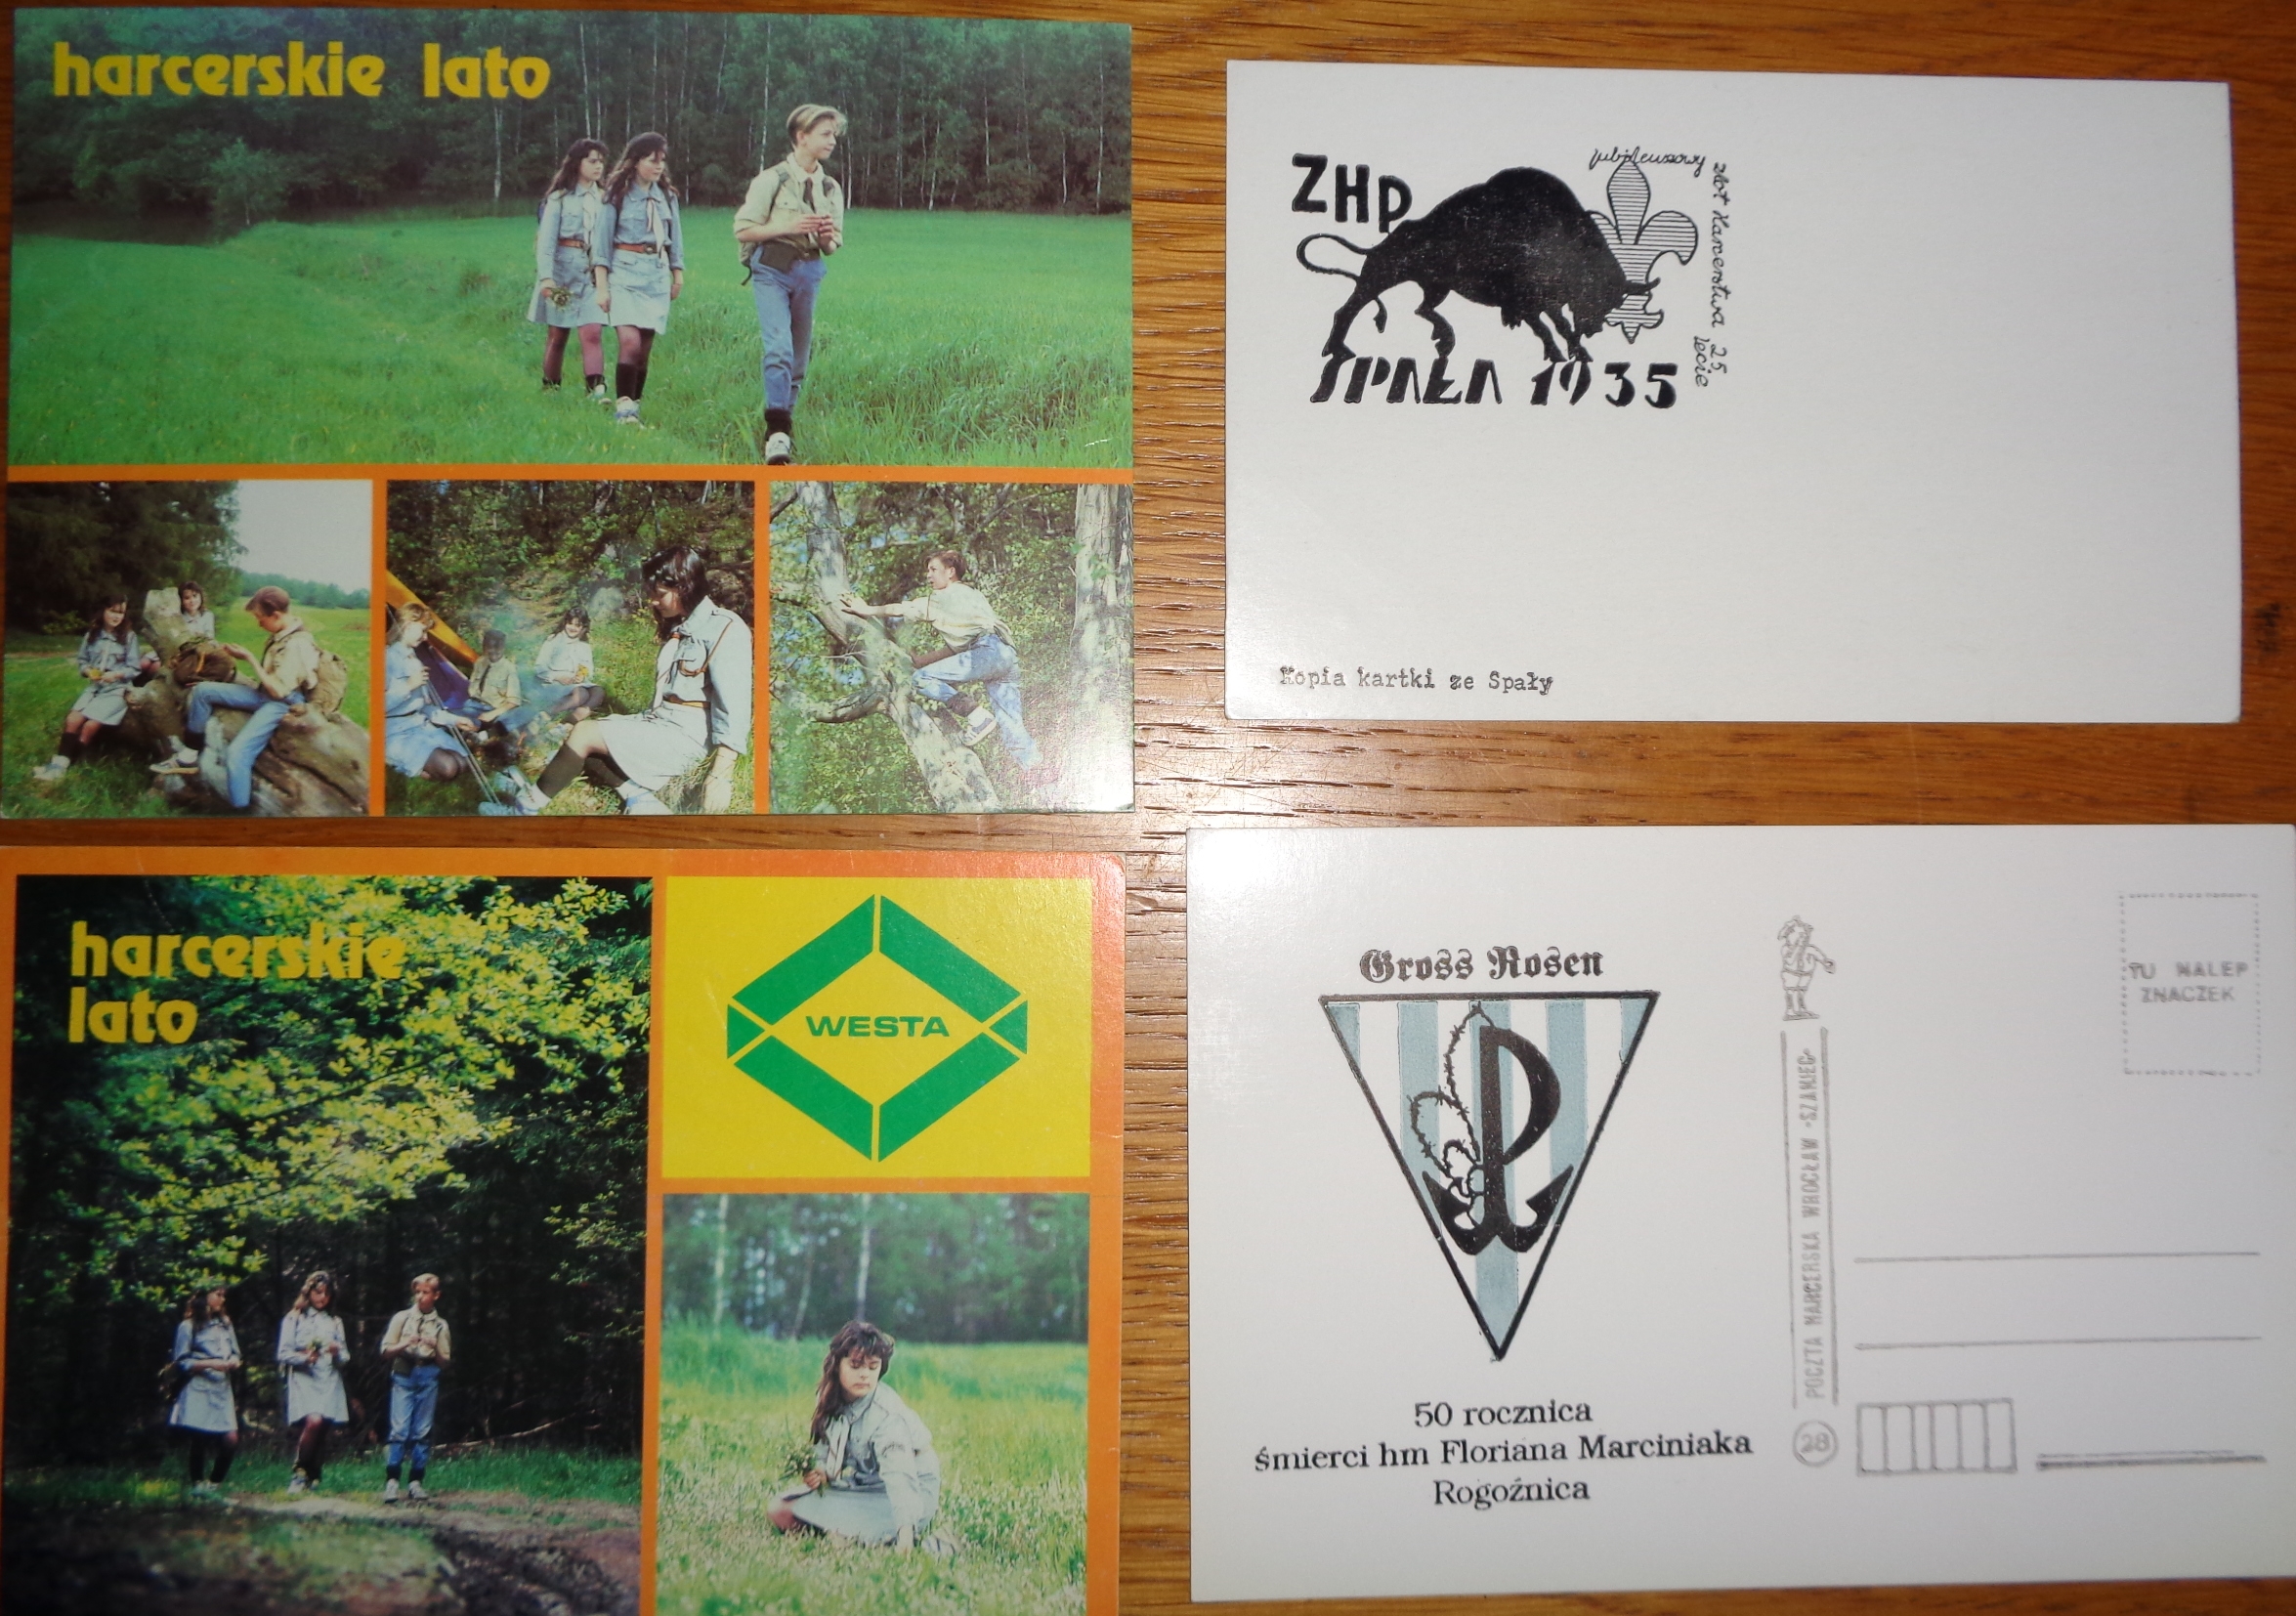 harcerskie lato
ZHP
jubileuszowy
zlot Harcerstwa 25
lecie
SPAŁA 1935
Kopia kartki ze Spały
harcerskie
lato
WESTA
Gross Rosen
P
50 rocznica
śmierci hm Floriana Marciniaka
Rogoźnica
POCZTA HARCERSKA WROCŁAW «SZANIEC»
28
TU NALEP
ZNACZEK